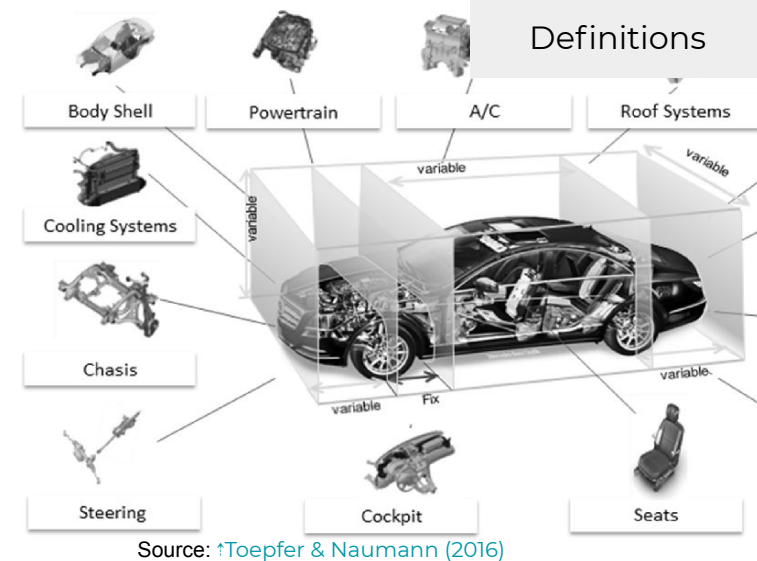 Definitions
Body Shell
Powertrain
A/C
Roof Systems
variable
variable
variable
Cooling Systems
Chasis
variable
Fix
variable
Steering
Cockpit
Seats
Source: ↑Toepfer & Naumann (2016)